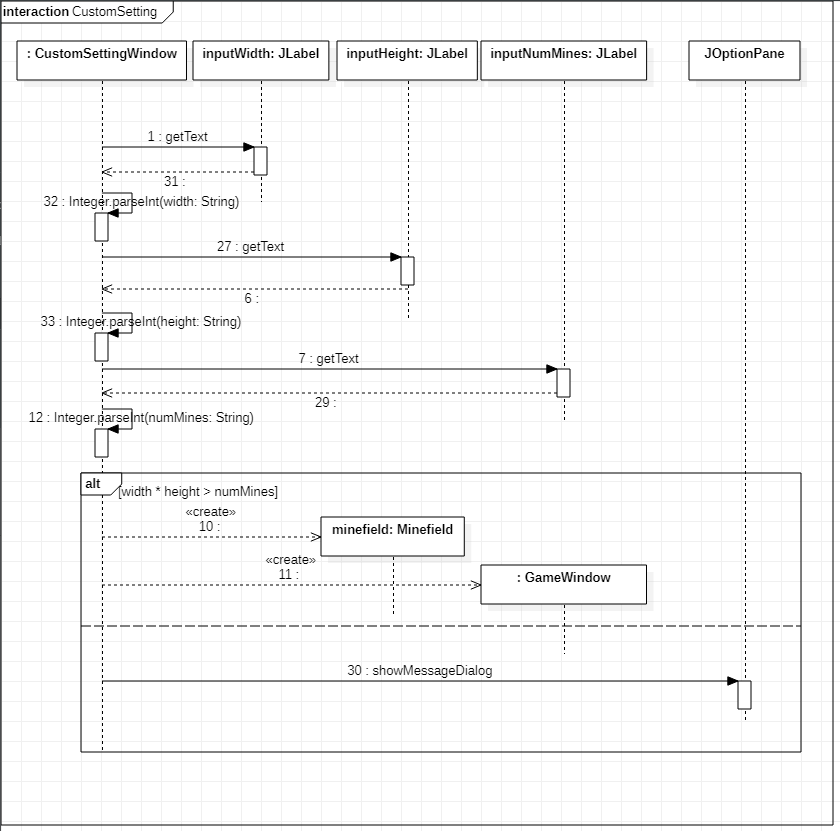 interaction CustomSetting
: CustomSettingWindow
inputWidth: JLabel
inputHeight: JLabel
inputNumMines: JLabel
JOptionPane
1 : getText
31 :
32 : Integer.parseInt(width: String)
27 : getText
6 :
33 : Integer.parseInt(height: String)
7 : getText
29 :
12 : Integer.parseInt(numMines: String)
alt
[width * height > numMines]
«create»
10 :
minefield: Minefield
«create»
11 :
: GameWindow
30 : showMessageDialog